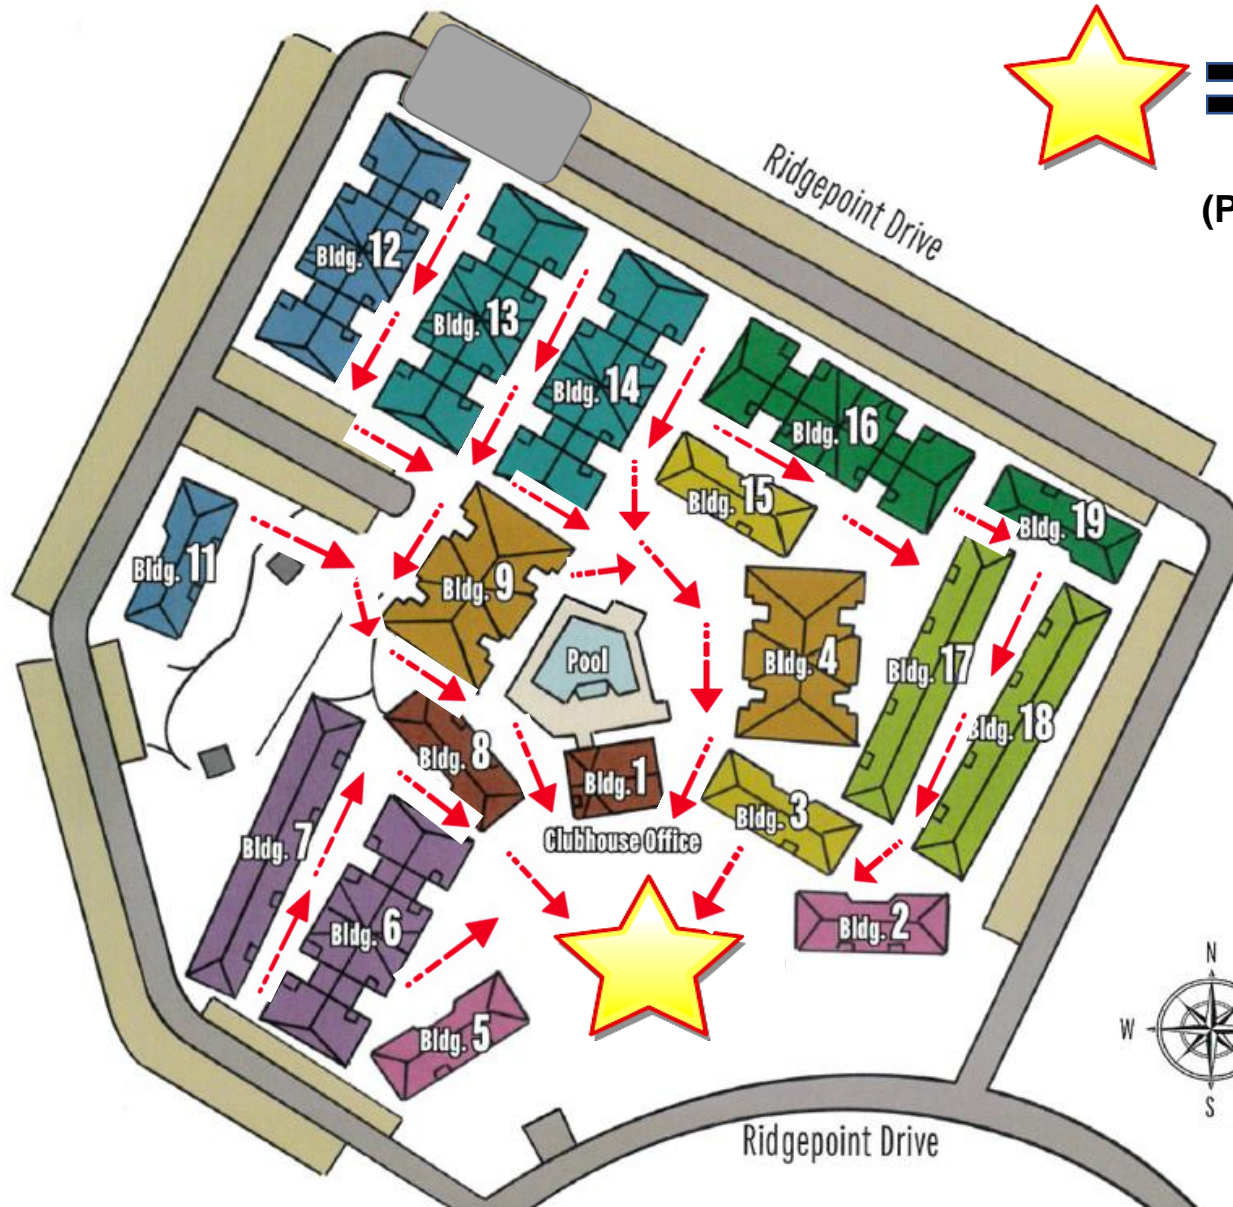 Ridgepoint Drive
(P
Bldg. 12
Bldg. 13
Bldg. 14
Bldg. 16
Bldg. 15
Bldg. 19
Bldg. 11
Bldg. 9
Pool
Bldg. 4
Bldg. 17
Bldg. 18
Bldg. 8
Bldg. 1
Bldg. 3
Clubhouse Office
Bldg. 7
Bldg. 6
Bldg. 2
Bldg. 5
N
W
S
Ridgepoint Drive